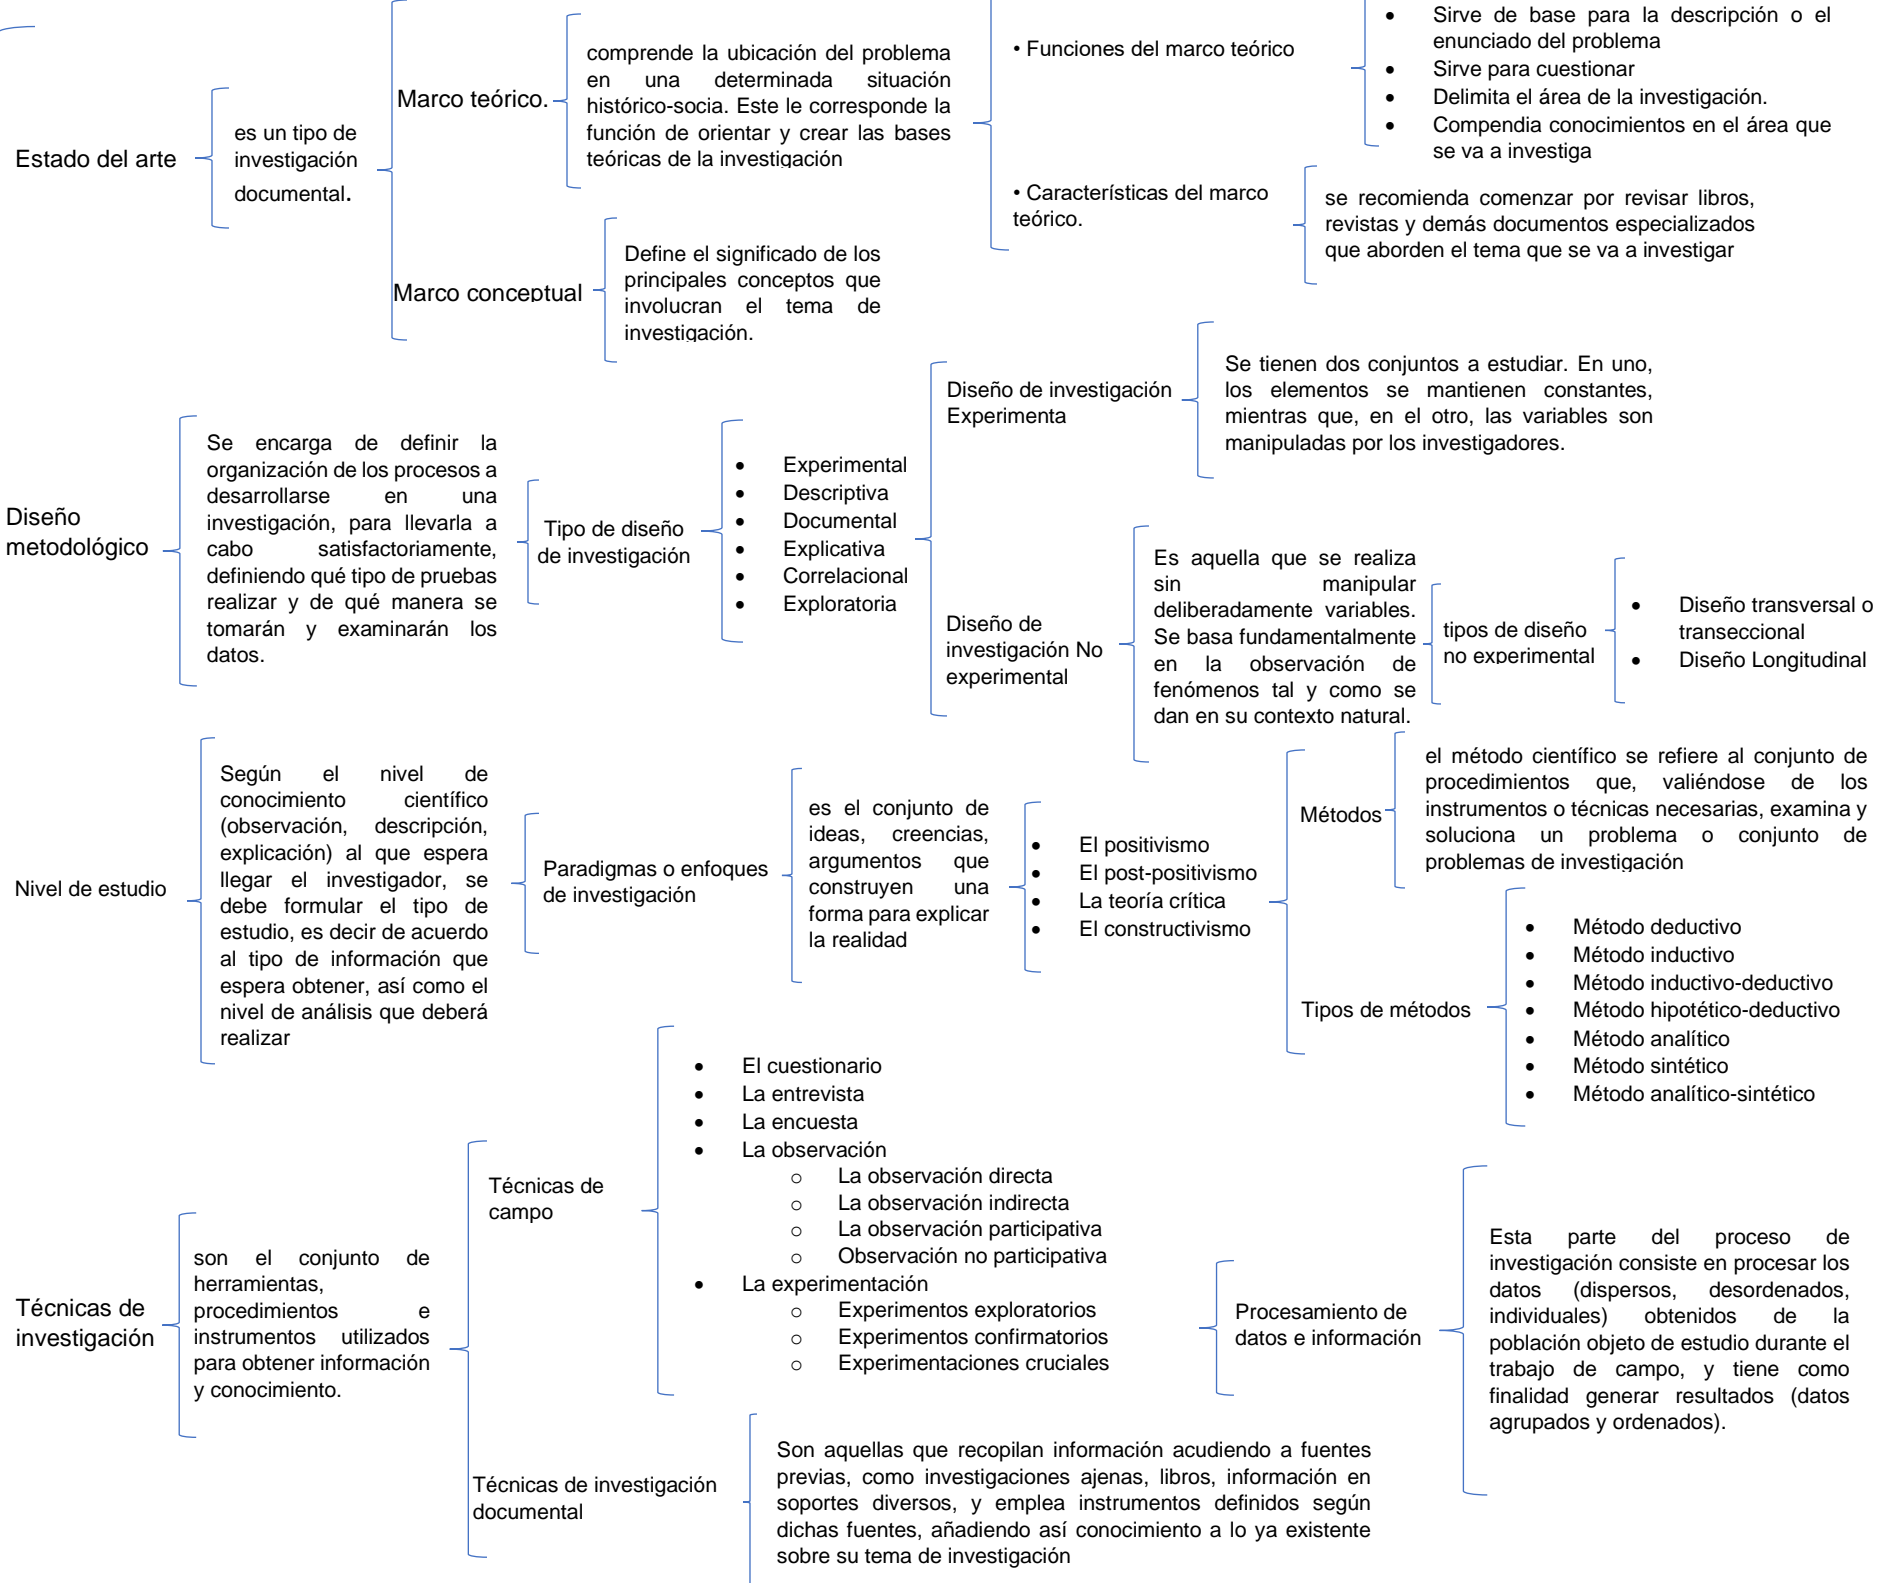 Estado del arte
es un tipo de
investigación
documental.
Marco teórico.
comprende la ubicación del problema
en una determinada situación
histórico-socia. Este le corresponde la
función de orientar y crear las bases
teóricas de la investigación
• Funciones del marco teórico
• Sirve de base para la descripción o el
enunciado del problema
• Sirve para cuestionar
• Delimita el área de la investigación.
• Compendia conocimientos en el área que
se va a investiga
• Características del marco
teórico.
se recomienda comenzar por revisar libros,
revistas y demás documentos especializados
que aborden el tema que se va a investigar
Marco conceptual
Define el significado de los
principales conceptos que
involucran el tema de
investigación.
Diseño
metodológico
Se encarga de definir la
organización de los procesos a
desarrollarse en una
investigación, para llevarla a
cabo satisfactoriamente,
definiendo qué tipo de pruebas
realizar y de qué manera se
tomarán y examinarán los
datos.
Tipo de diseño
de investigación
• Experimental
• Descriptiva
• Documental
• Explicativa
• Correlacional
• Exploratoria
Diseño de investigación
Experimenta
Se tienen dos conjuntos a estudiar. En uno,
los elementos se mantienen constantes,
mientras que, en el otro, las variables son
manipuladas por los investigadores.
Diseño de
investigación No
experimental
Es aquella que se realiza
sin manipular
deliberadamente variables.
Se basa fundamentalmente
en la observación de
fenómenos tal y como se
dan en su contexto natural.
tipos de diseño
no experimental
• Diseño transversal o
transeccional
• Diseño Longitudinal
Nivel de estudio
Según el nivel de
conocimiento científico
(observación, descripción,
explicación) al que espera
llegar el investigador, se
debe formular el tipo de
estudio, es decir de acuerdo
al tipo de información que
espera obtener, así como el
nivel de análisis que deberá
realizar
Paradigmas o enfoques
de investigación
es el conjunto de
ideas, creencias,
argumentos que
construyen una
forma para explicar
la realidad
• El positivismo
• El post-positivismo
• La teoría crítica
• El constructivismo
Métodos
el método científico se refiere al conjunto de
procedimientos que, valiéndose de los
instrumentos o técnicas necesarias, examina y
soluciona un problema o conjunto de
problemas de investigación
Tipos de métodos
• Método deductivo
• Método inductivo
• Método inductivo-deductivo
• Método hipotético-deductivo
• Método analítico
• Método sintético
• Método analítico-sintético
Técnicas de
investigación
son el conjunto de
herramientas,
procedimientos e
instrumentos utilizados
para obtener información
y conocimiento.
Técnicas de
campo
• El cuestionario
• La entrevista
• La encuesta
• La observación
o La observación directa
o La observación indirecta
o La observación participativa
o Observación no participativa
• La experimentación
o Experimentos exploratorios
o Experimentos confirmatorios
o Experimentaciones cruciales
Procesamiento de
datos e información
Esta parte del proceso de
investigación consiste en procesar los
datos (dispersos, desordenados,
individuales) obtenidos de la
población objeto de estudio durante el
trabajo de campo, y tiene como
finalidad generar resultados (datos
agrupados y ordenados).
Técnicas de investigación
documental
Son aquellas que recopilan información acudiendo a fuentes
previas, como investigaciones ajenas, libros, información en
soportes diversos, y emplea instrumentos definidos según
dichas fuentes, añadiendo así conocimiento a lo ya existente
sobre su tema de investigación